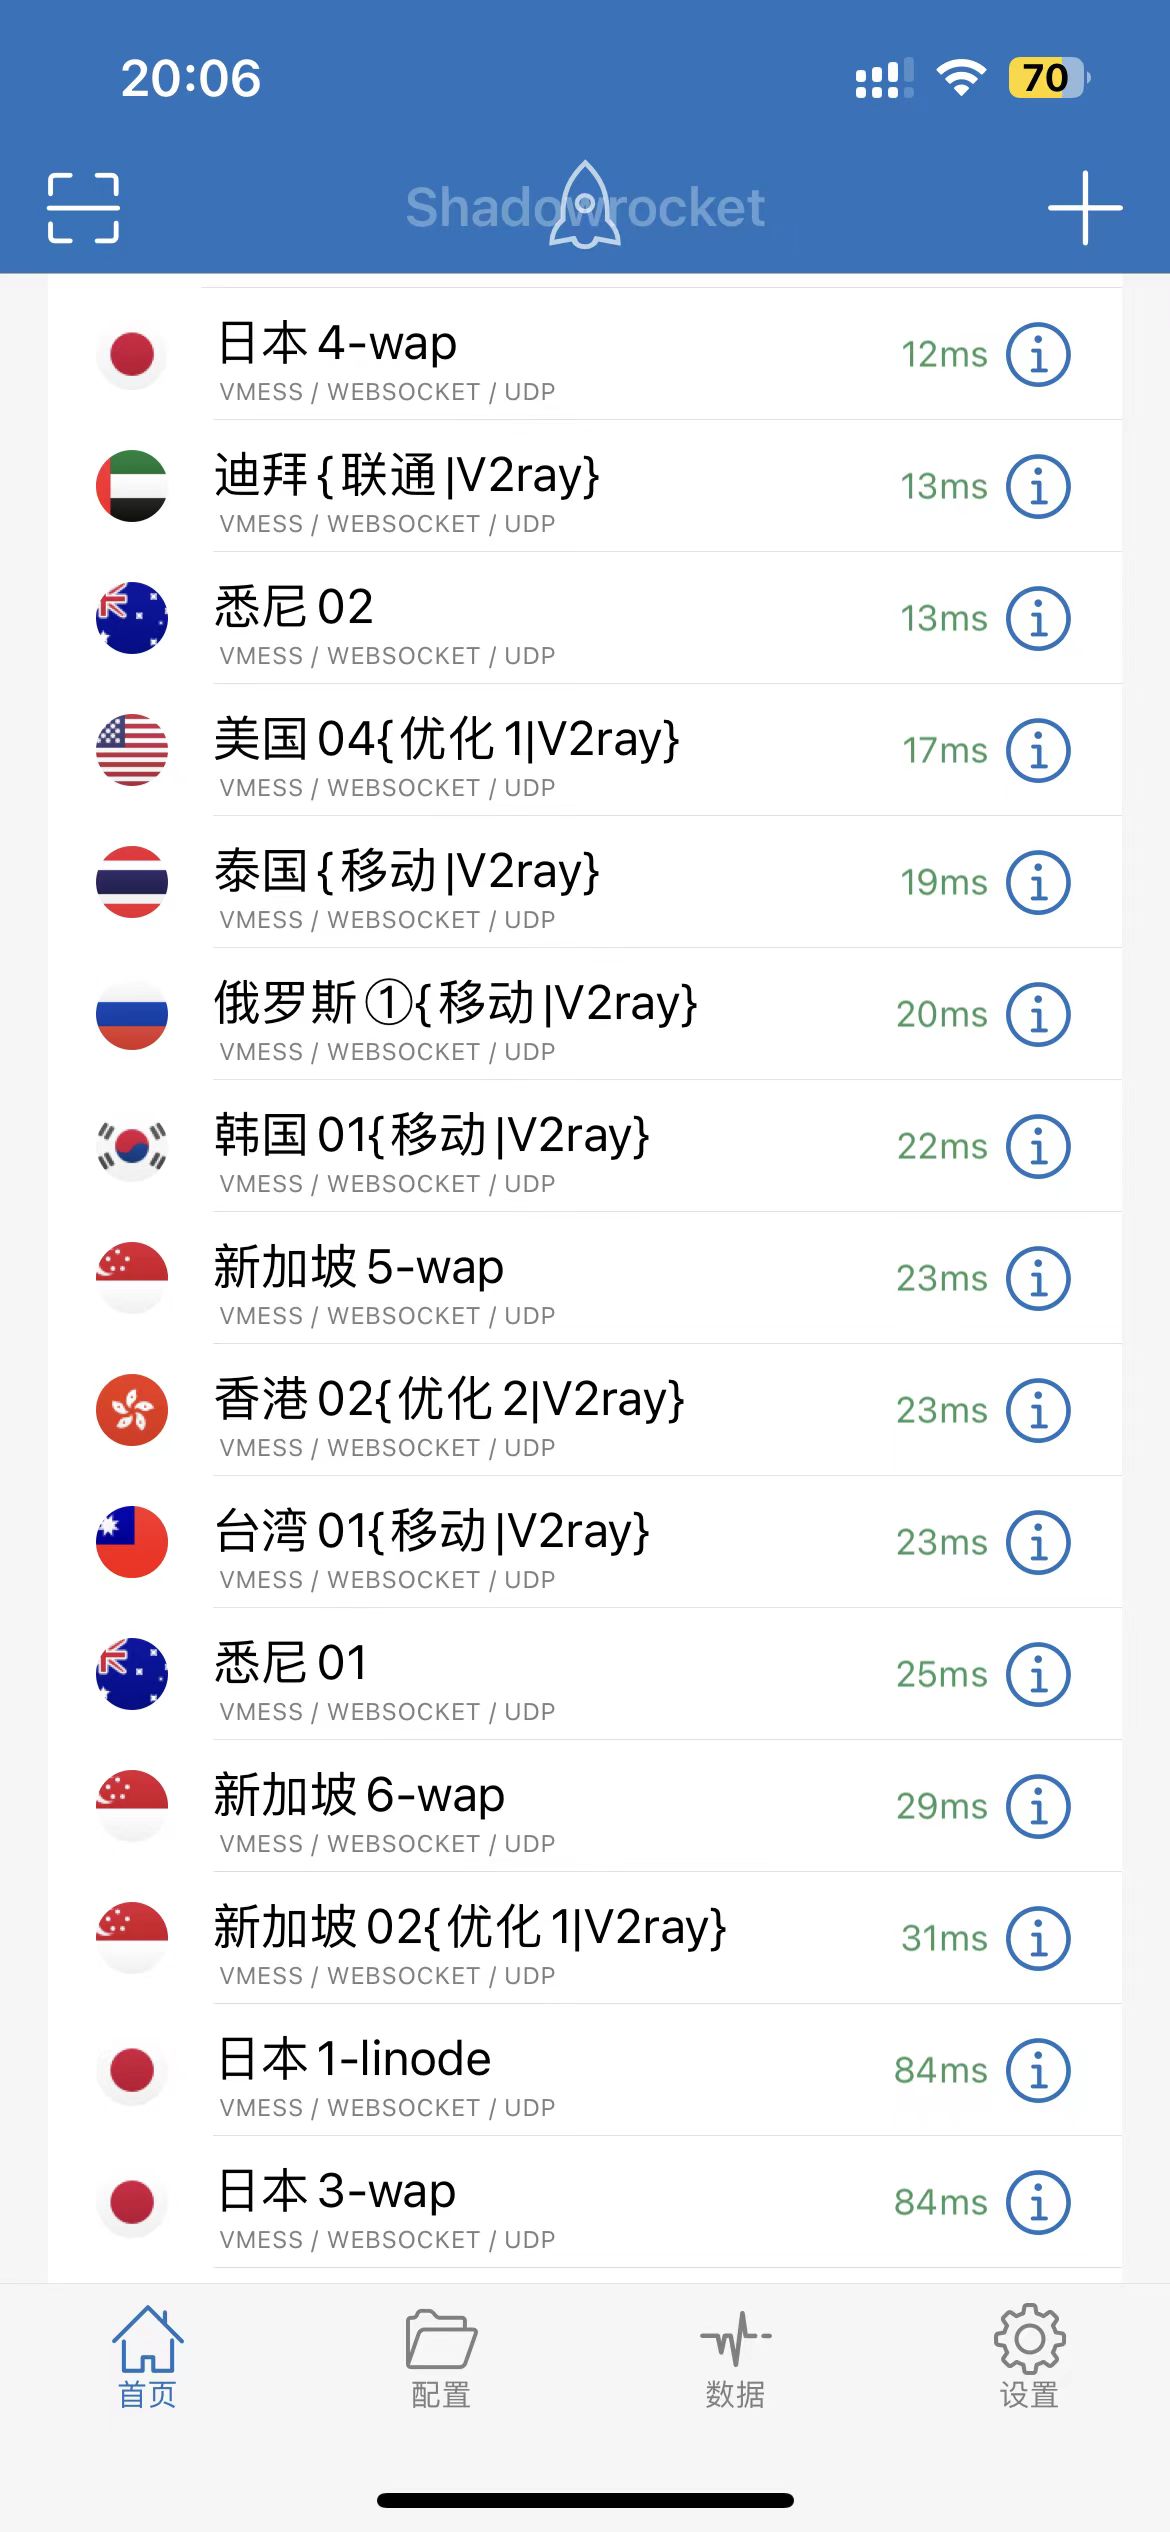 20:06
70
Shadowrocket
日本 4-wap
12ms
VMESS / WEBSOCKET / UDP
迪拜 {联通 |V2ray}
13ms
VMESS / WEBSOCKET / UDP
悉尼 02
13ms
VMESS / WEBSOCKET / UDP
美国 04{优化 1|V2ray}
17ms
VMESS / WEBSOCKET / UDP
泰国 {移动 |V2ray}
19ms
VMESS / WEBSOCKET / UDP
俄罗斯 ①{移动 |V2ray}
20ms
VMESS / WEBSOCKET / UDP
韩国 01{移动 |V2ray}
22ms
VMESS / WEBSOCKET / UDP
新加坡 5-wap
23ms
VMESS / WEBSOCKET / UDP
香港 02{优化 2|V2ray}
23ms
VMESS / WEBSOCKET / UDP
台湾 01{移动 |V2ray}
23ms
VMESS / WEBSOCKET / UDP
悉尼 01
25ms
VMESS / WEBSOCKET / UDP
新加坡 6-wap
29ms
VMESS / WEBSOCKET / UDP
新加坡 02{优化 1|V2ray}
31ms
VMESS / WEBSOCKET / UDP
日本 1-linode
84ms
VMESS / WEBSOCKET / UDP
日本 3-wap
84ms
VMESS / WEBSOCKET / UDP
首页 配置 数据 设置